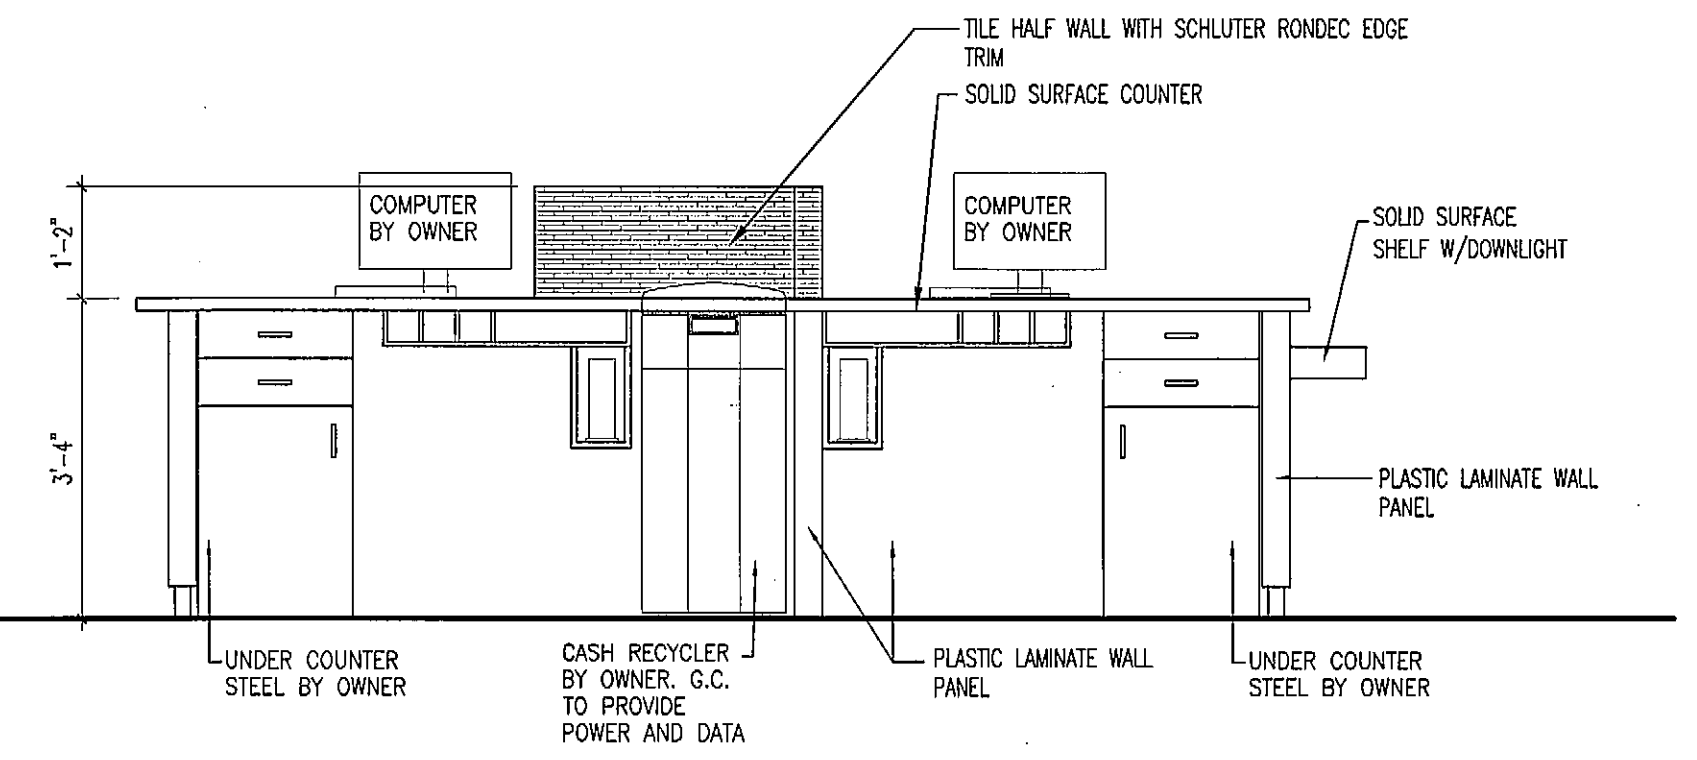 TILE HALF WALL WITH SCHLUTER RONDEC EDGE
TRIM
SOLID SURFACE COUNTER
COMPUTER
BY OWNER
COMPUTER
BY OWNER
SOLID SURFACE
SHELF W/DOWNLIGHT
1'-2"
3'-4"
PLASTIC LAMINATE WALL
PANEL
UNDER COUNTER
STEEL BY OWNER
CASH RECYCLER
BY OWNER. G.C.
TO PROVIDE
POWER AND DATA
PLASTIC LAMINATE WALL
PANEL
UNDER COUNTER
STEEL BY OWNER